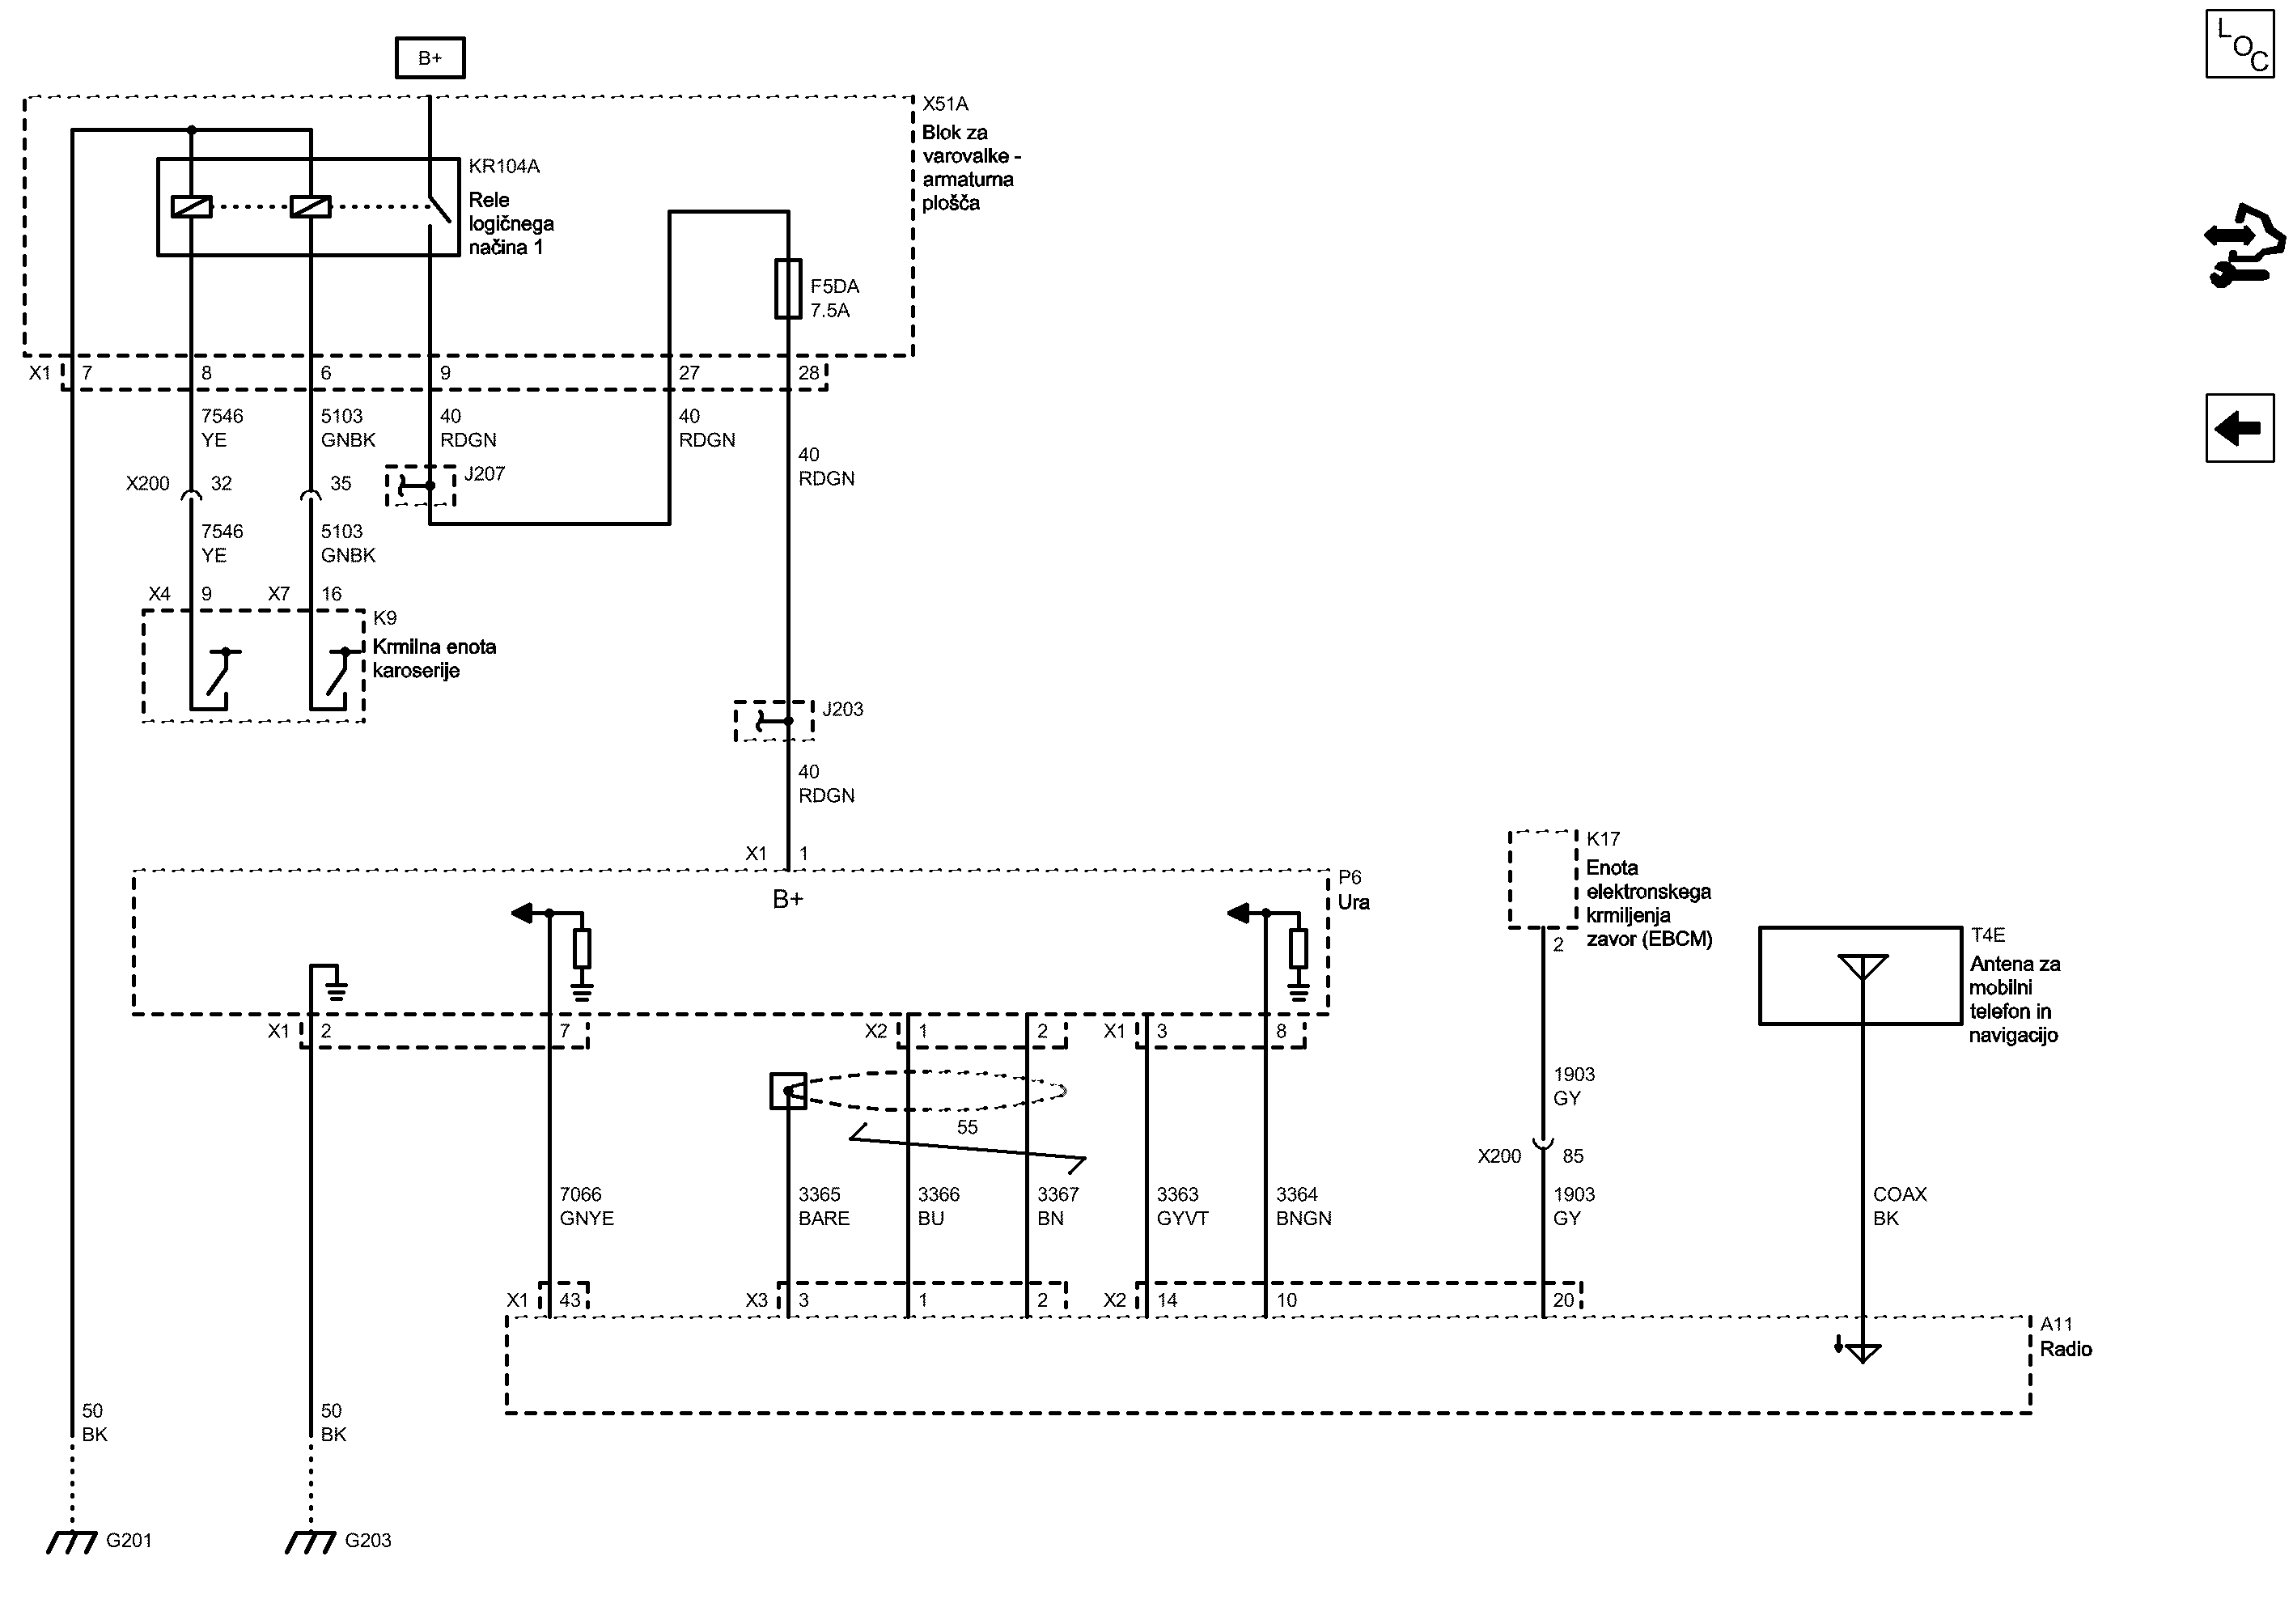 LOC
B+
X51A
Blok za
varovalke -
armaturna
plošča
KR104A
Rele
logičnega
načina 1
F5DA
7.5A
X1 7 8 6 9 27 28
7546
YE
5103
GNBK
40
RDGN
40
RDGN
40
RDGN
X200 32 35
J207
7546
YE
5103
GNBK
X4 9 X7 16
K9
Krmilna enota
karoserije
J203
40
RDGN
X1 1
B+
P6
Ura
K17
Enota
elektronskega
krmiljenja
zavor (EBCM)
2
T4E
Antena za
mobilni
telefon in
navigacijo
X1 2 7 X2 1 2 X1 3 8
55
1903
GY
X200 85
7066
GNYE
3365
BARE
3366
BU
3367
BN
3363
GYVT
3364
BNGN
1903
GY
COAX
BK
X1 43 X3 3 1 2 X2 14 10 20
A11
Radio
50
BK
50
BK
G201
G203